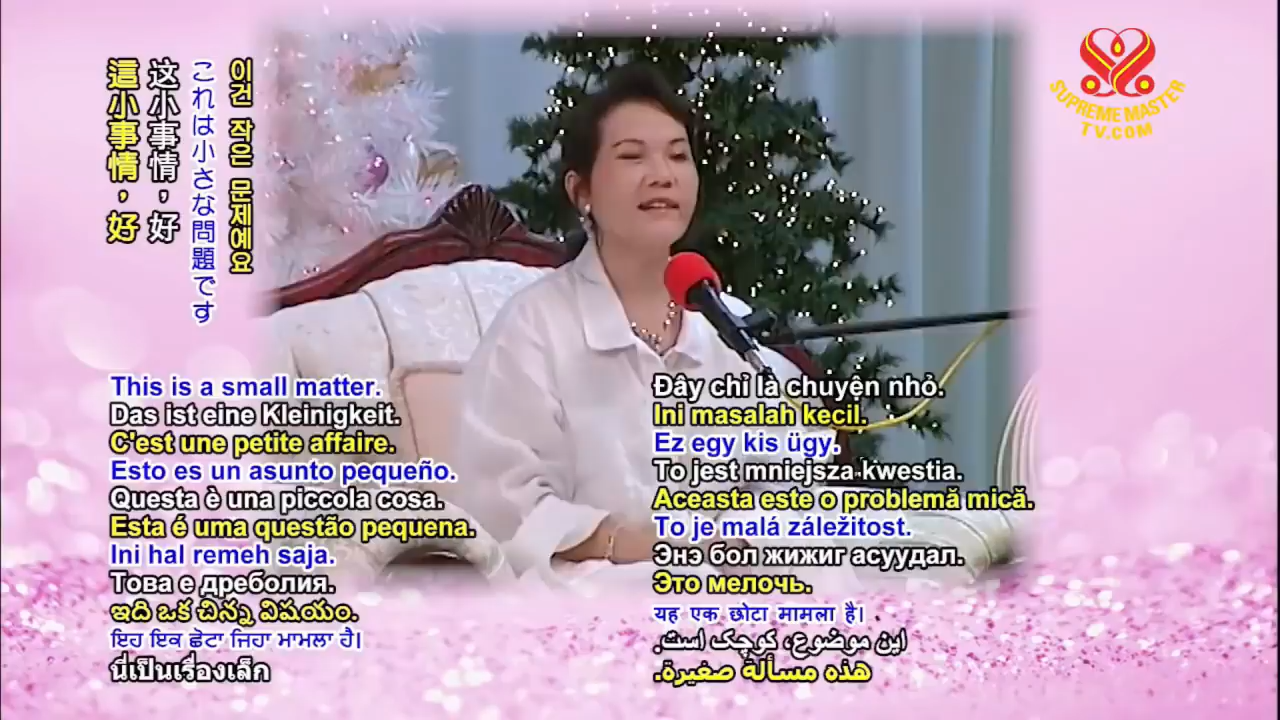 SUPREME MASTER
TV.COM
이건 작은 문제예요
これは小さな問題です
这小事情，好
這小事情，好
This is a small matter.
Das ist eine Kleinigkeit.
C'est une petite affaire.
Esto es un asunto pequeño.
Questa è una piccola cosa.
Esta é uma questão pequena.
Ini hal remeh saja.
Това е дреболия.
ఇది ఒక చిన్న విషయం.
ਇਹ ਇਕ ਛੋਟਾ ਜਿਹਾ ਮਾਮਲਾ ਹੈ।
นี่เป็นเรื่องเล็ก
Đây chỉ là chuyện nhỏ.
Ini masalah kecil.
Ez egy kis ügy.
To jest mniejsza kwestia.
Aceasta este o problemă mică.
To je malá záležitost.
Энэ бол жижиг асуудал.
Это мелочь.
यह एक छोटा मामला है।
این موضوع، کوچک است.
هذه مسألة صغيرة.